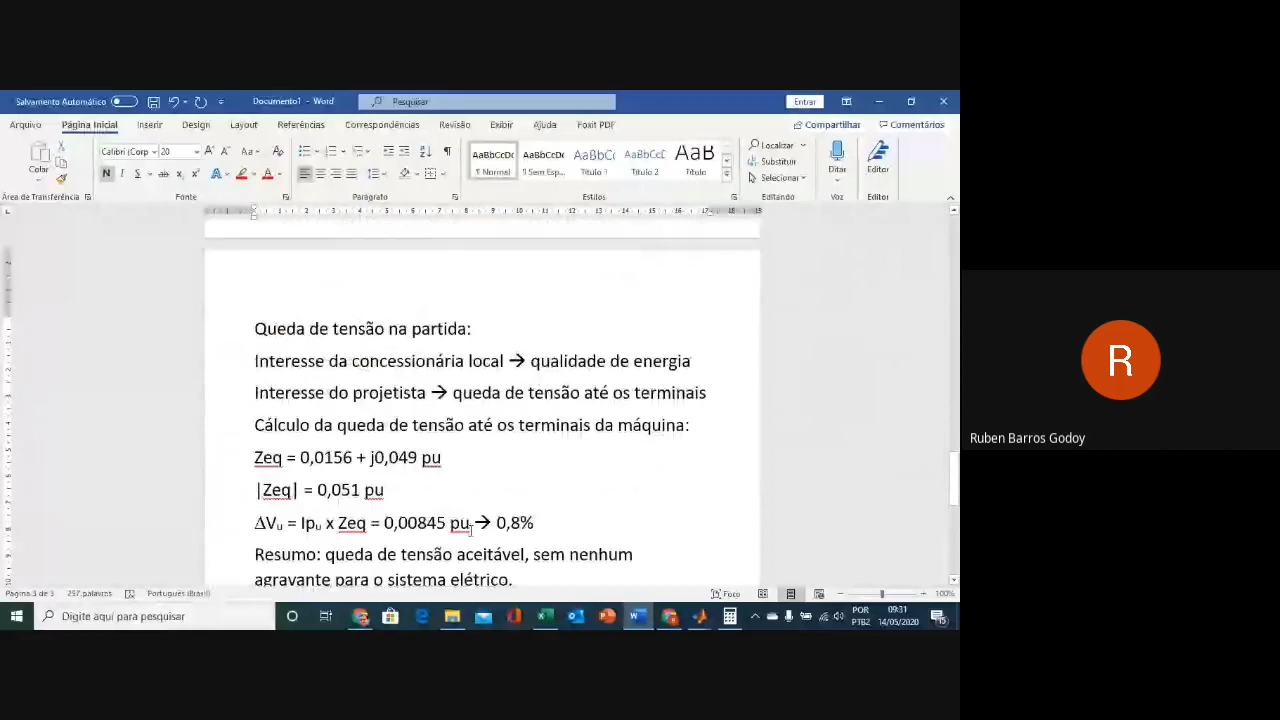 Salvamento Automático
Documento1 - Word
Pesquisar
Entrar
Arquivo
Página Inicial
Inserir
Design
Layout
Referências
Correspondências
Revisão
Exibir
Ajuda
Foxit PDF
Compartilhar
Comentários
Colar
Calibri (Corp
20
AaBbCcDc
AaBbCcDc
AaBbCc
AaBbCcD
AaB
¶ Normal
¶ Sem Esp...
Título 1
Título 2
Título
Localizar
Substituir
Selecionar
Ditar
Editor
Área de Transferência
Fonte
Parágrafo
Estilos
Editando
Voz
Editor
Queda de tensão na partida:
Interesse da concessionária local → qualidade de energia
Interesse do projetista → queda de tensão até os terminais
Cálculo da queda de tensão até os terminais da máquina:
Zeq = 0,0156 + j0,049 pu
|Zeq| = 0,051 pu
ΔVᵤ = Ipᵤ x Zeq = 0,00845 pu → 0,8%
Resumo: queda de tensão aceitável, sem nenhum
agravante para o sistema elétrico.
Página 3 de 3
257 palavras
Português (Brasil)
Foco
100%
Digite aqui para pesquisar
POR
PTB2
09:31
14/05/2020
15
R
Ruben Barros Godoy